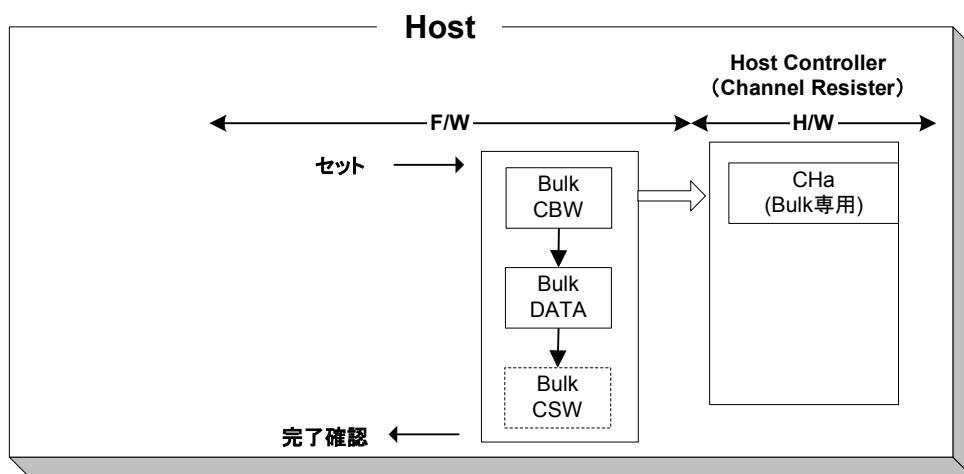 Host
Host Controller
（Channel Resister）
F/W
H/W
セット
Bulk
CBW
CHa
(Bulk専用)
Bulk
DATA
Bulk
CSW
完了確認